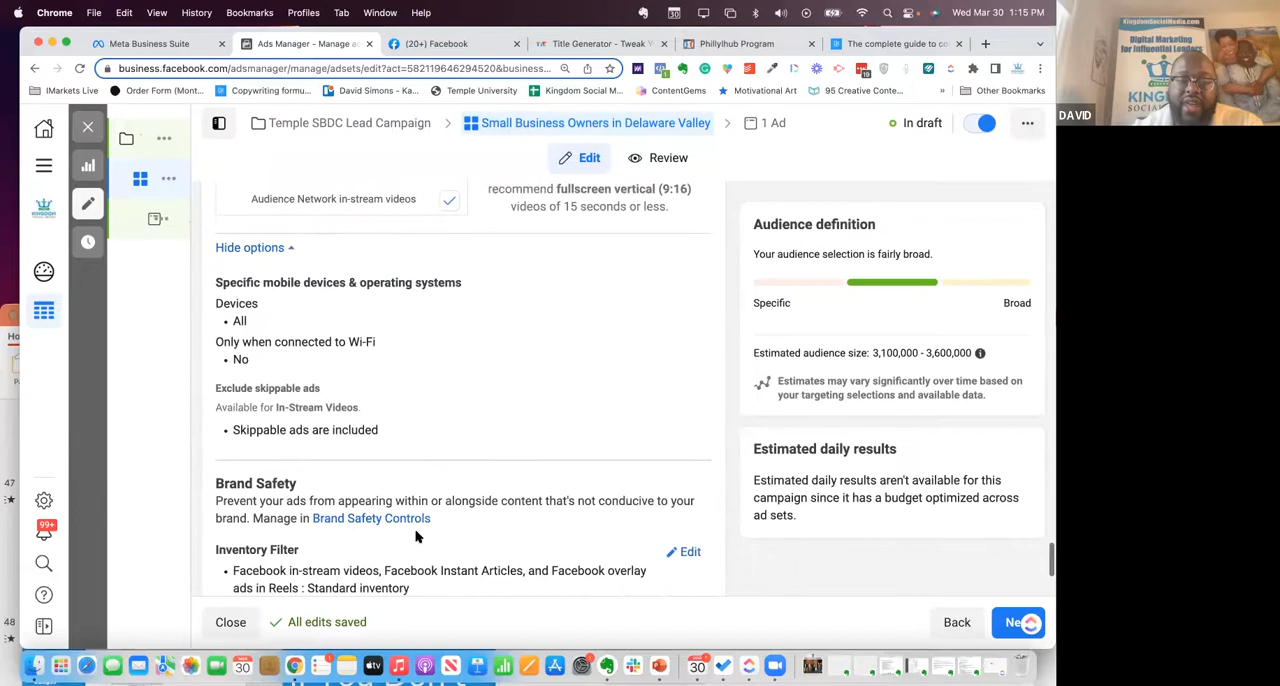 Chrome File Edit View History Bookmarks Profiles Tab Window Help Wed Mar 30 1:15 PM
Meta Business Suite Ads Manager - Manage a (20+) Facebook Title Generator - Tweak Y Phillyhub Program The complete guide to co
business.facebook.com/adsmanager/manage/adsets/edit?act=582119646294520&business...
IMarkets Live Order Form (Mont... Copywriting formu... David Simons - Ka... Temple University Kingdom Social M... ContentGems Motivational Art 95 Creative Conte... » Other Bookmarks
Temple SBDC Lead Campaign Small Business Owners in Delaware Valley 1 Ad In draft
Edit Review
Audience Network in-stream videos
recommend fullscreen vertical (9:16)
videos of 15 seconds or less.
Hide options
Specific mobile devices & operating systems
Devices
• All
Only when connected to Wi-Fi
• No
Exclude skippable ads
Available for In-Stream Videos.
• Skippable ads are included
Brand Safety
Prevent your ads from appearing within or alongside content that's not conducive to your
brand. Manage in Brand Safety Controls
Inventory Filter
Edit
• Facebook in-stream videos, Facebook Instant Articles, and Facebook overlay
ads in Reels : Standard inventory
Close All edits saved Back Ne
Audience definition
Your audience selection is fairly broad.
Specific Broad
Estimated audience size: 3,100,000 - 3,600,000
Estimates may vary significantly over time based on
your targeting selections and available data.
Estimated daily results
Estimated daily results aren't available for this
campaign since it has a budget optimized across
ad sets.
99+
47
48
KingdomSocialMedia.com
Digital Marketing
for Influential Leaders
DAVID